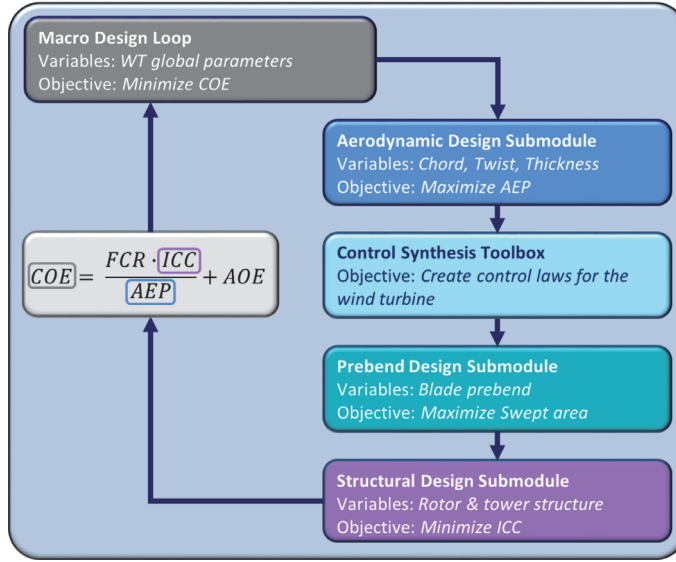 Macro Design Loop
Variables: WT global parameters
Objective: Minimize COE
Aerodynamic Design Submodule
Variables: Chord, Twist, Thickness
Objective: Maximize AEP
Control Synthesis Toolbox
Objective: Create control laws for the
wind turbine
Prebend Design Submodule
Variables: Blade prebend
Objective: Maximize Swept area
Structural Design Submodule
Variables: Rotor & tower structure
Objective: Minimize ICC
COE = FCR · ICC / AEP + AOE